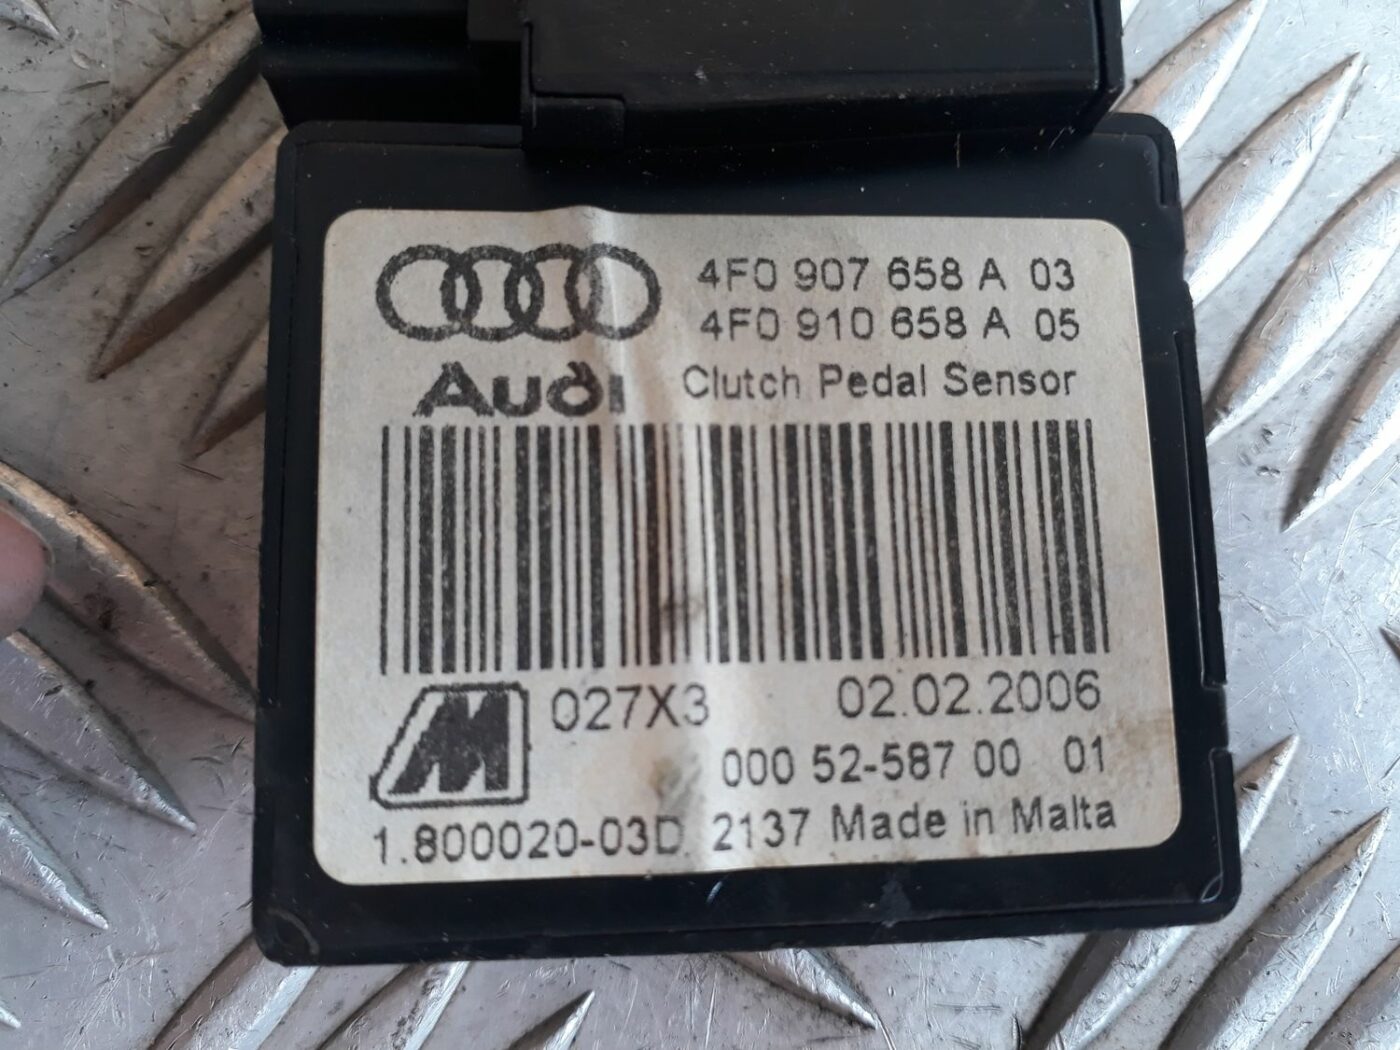 4F0 907 658 A 03
4F0 910 658 A 05
Audi
Clutch Pedal Sensor
M
027X3 02.02.2006
000 52-587 00 01
1.800020-03D 2137 Made in Malta